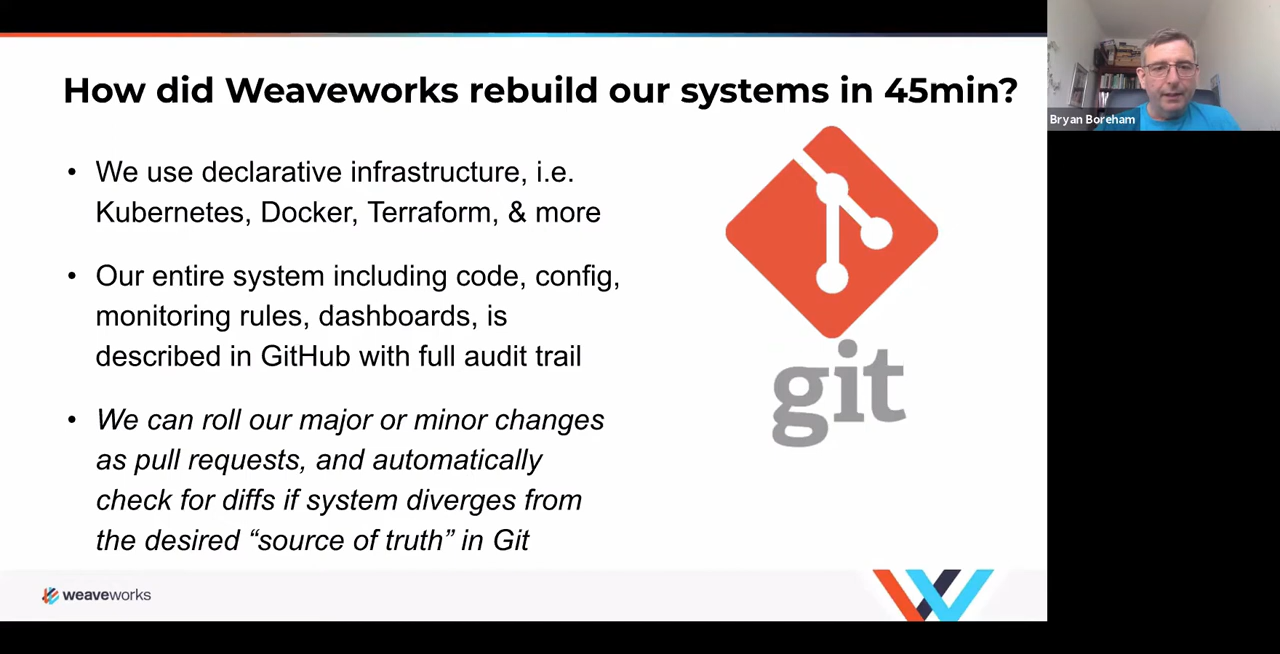 How did Weaveworks rebuild our systems in 45min?
Bryan Boreham
• We use declarative infrastructure, i.e.
Kubernetes, Docker, Terraform, & more
• Our entire system including code, config,
monitoring rules, dashboards, is
described in GitHub with full audit trail
• We can roll our major or minor changes
as pull requests, and automatically
check for diffs if system diverges from
the desired “source of truth” in Git
git
weaveworks